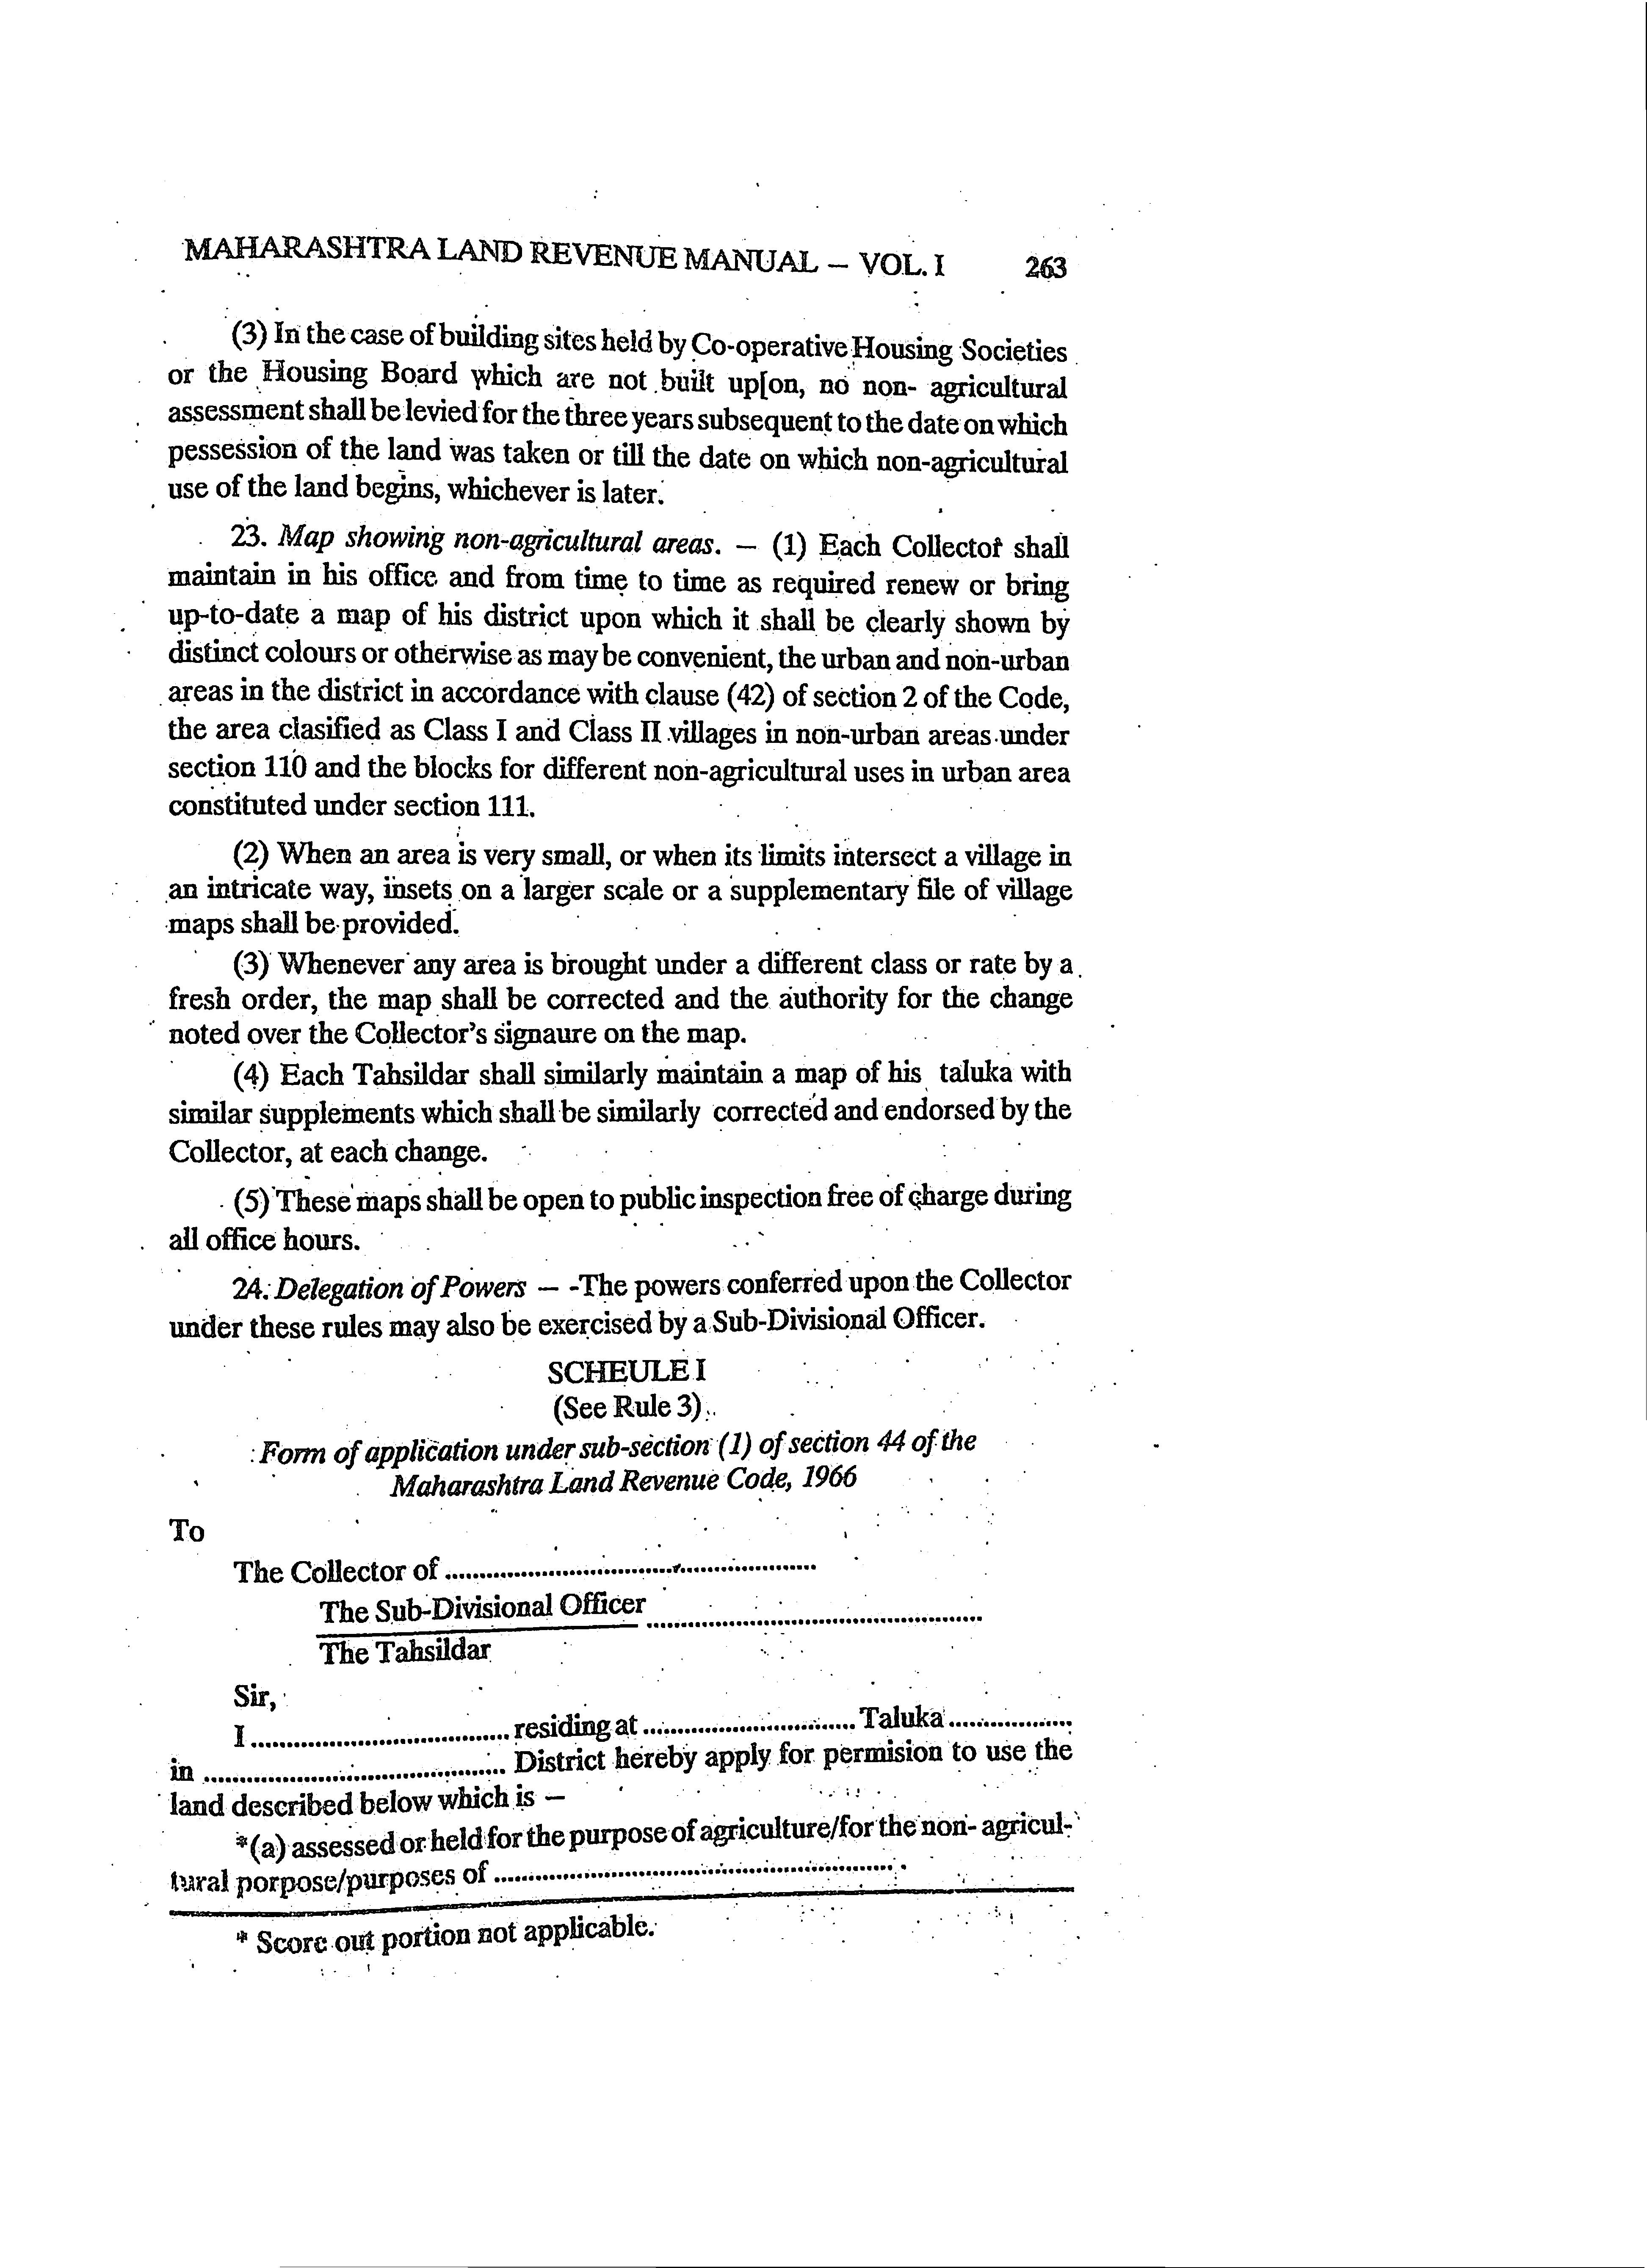 MAHARASHTRA LAND REVENUE MANUAL – VOL. I 263
(3) In the case of building sites held by Co-operative Housing Societies
or the Housing Board which are not built up[on, no non- agricultural
assessment shall be levied for the three years subsequent to the date on which
pessession of the land was taken or till the date on which non-agricultural
use of the land begins, whichever is later.
23. Map showing non-agricultural areas. – (1) Each Collector shall
maintain in his office and from time to time as required renew or bring
up-to-date a map of his district upon which it shall be clearly shown by
distinct colours or otherwise as may be convenient, the urban and non-urban
areas in the district in accordance with clause (42) of section 2 of the Code,
the area clasified as Class I and Class II villages in non-urban areas under
section 110 and the blocks for different non-agricultural uses in urban area
constituted under section 111.
(2) When an area is very small, or when its limits intersect a village in
an intricate way, insets on a larger scale or a supplementary file of village
maps shall be provided.
(3) Whenever any area is brought under a different class or rate by a
fresh order, the map shall be corrected and the authority for the change
noted over the Collector's signaure on the map.
(4) Each Tahsildar shall similarly maintain a map of his taluka with
similar supplements which shall be similarly corrected and endorsed by the
Collector, at each change.
(5) These maps shall be open to public inspection free of charge during
all office hours.
24. Delegation of Powers – -The powers conferred upon the Collector
under these rules may also be exercised by a Sub-Divisional Officer.
SCHEULE I
(See Rule 3)
Form of application under sub-section (1) of section 44 of the
Maharashtra Land Revenue Code, 1966
To
The Collector of ......................................................
The Sub-Divisional Officer ................................................
The Tahsildar
Sir,
I ..................................... residing at ............................... Taluka ..................
in ............................................ District hereby apply for permision to use the
land described below which is –
*(a) assessed or held for the purpose of agriculture/for the non- agricul-
tural porpose/purposes of .......................................................... .
* Score out portion not applicable.